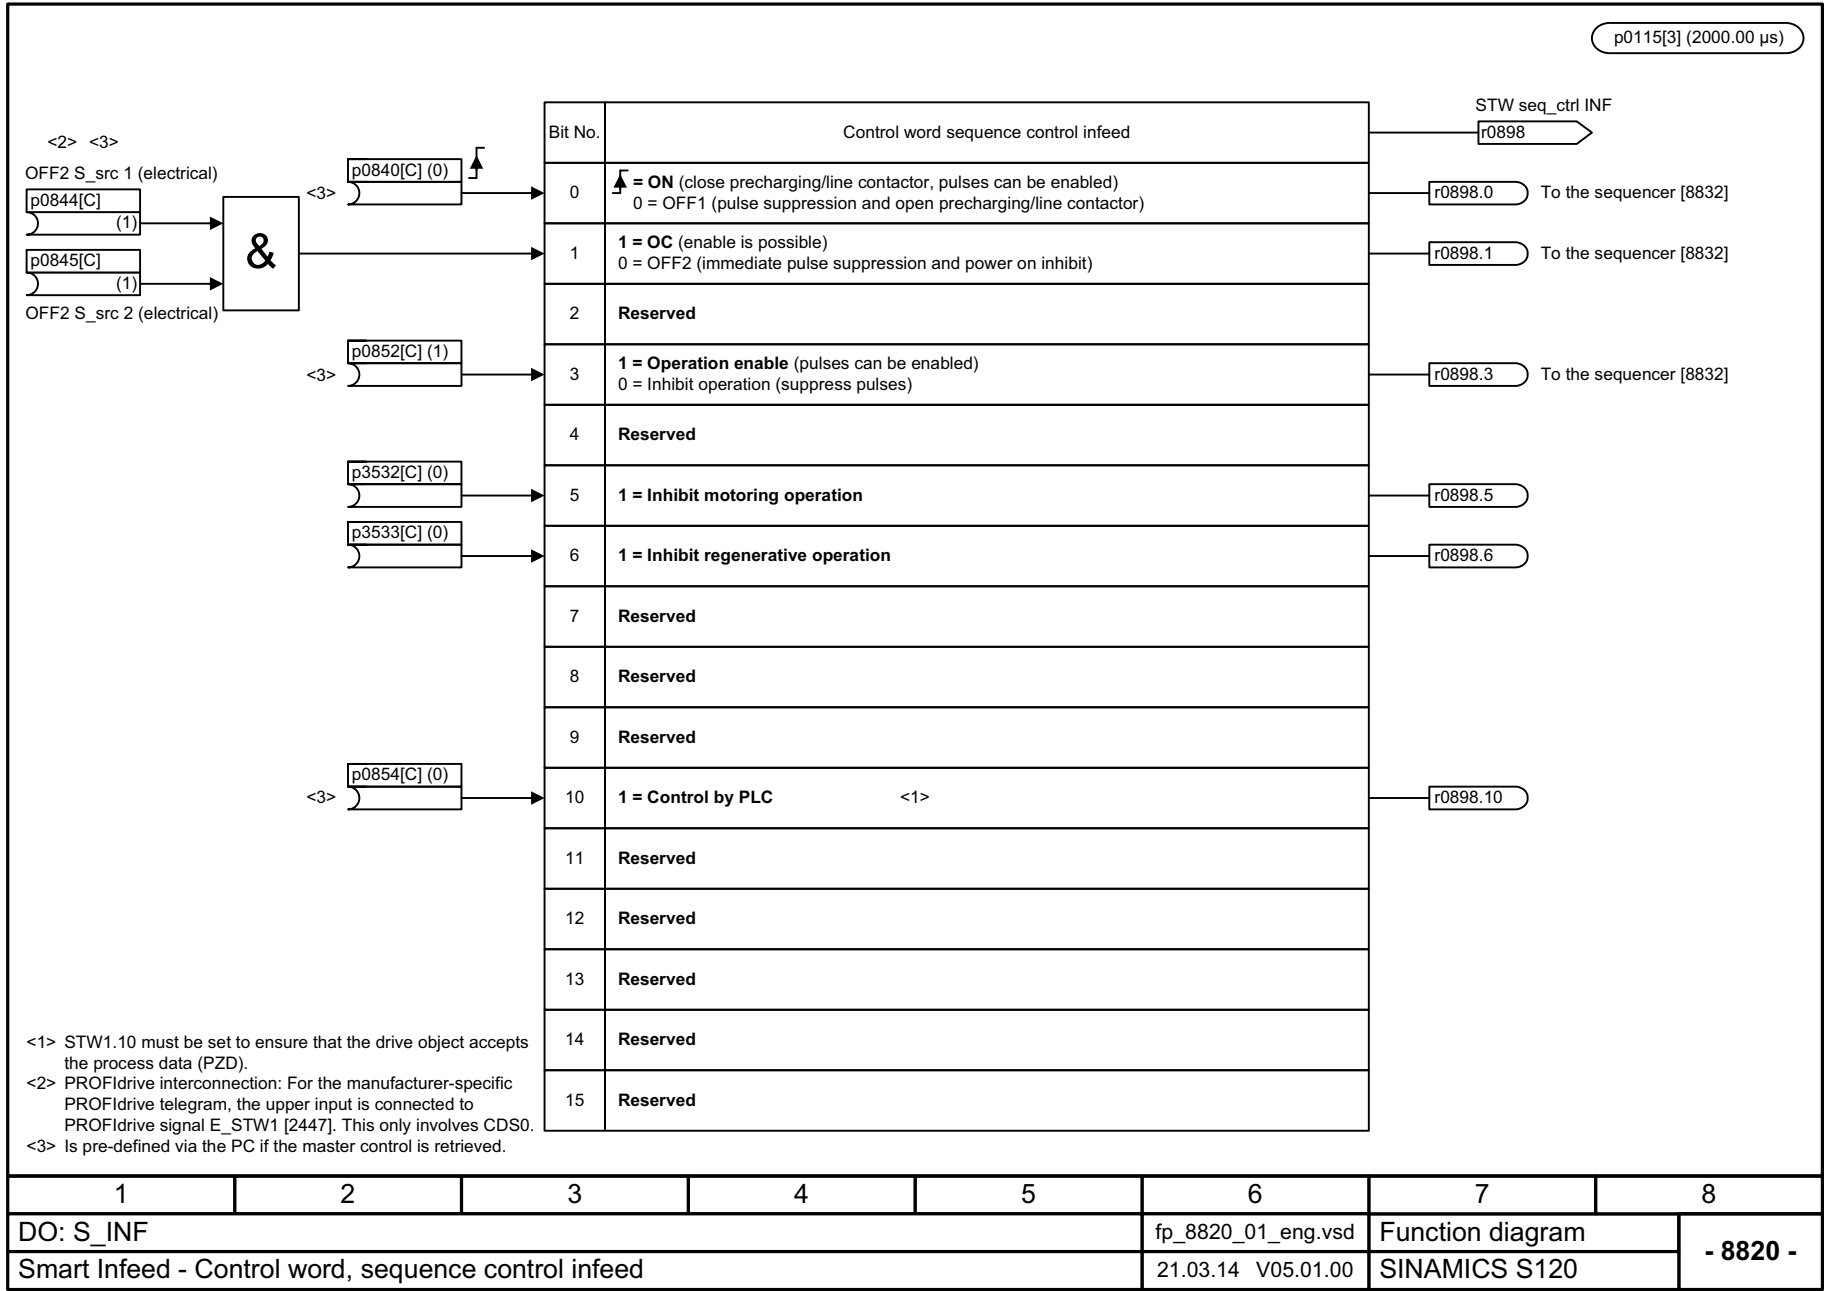 p0115[3] (2000.00 µs)
STW seq_ctrl INF
r0898
Bit No.
Control word sequence control infeed
<2> <3>
OFF2 S_src 1 (electrical)
p0844[C]
(1)
p0845[C]
(1)
OFF2 S_src 2 (electrical)
&
<3>
p0840[C] (0)
0
= ON (close precharging/line contactor, pulses can be enabled)
0 = OFF1 (pulse suppression and open precharging/line contactor)
r0898.0
To the sequencer [8832]
1
1 = OC (enable is possible)
0 = OFF2 (immediate pulse suppression and power on inhibit)
r0898.1
To the sequencer [8832]
2
Reserved
<3>
p0852[C] (1)
3
1 = Operation enable (pulses can be enabled)
0 = Inhibit operation (suppress pulses)
r0898.3
To the sequencer [8832]
4
Reserved
p3532[C] (0)
5
1 = Inhibit motoring operation
r0898.5
p3533[C] (0)
6
1 = Inhibit regenerative operation
r0898.6
7
Reserved
8
Reserved
9
Reserved
<3>
p0854[C] (0)
10
1 = Control by PLC <1>
r0898.10
11
Reserved
12
Reserved
13
Reserved
14
Reserved
15
Reserved
<1> STW1.10 must be set to ensure that the drive object accepts
the process data (PZD).
<2> PROFIdrive interconnection: For the manufacturer-specific
PROFIdrive telegram, the upper input is connected to
PROFIdrive signal E_STW1 [2447]. This only involves CDS0.
<3> Is pre-defined via the PC if the master control is retrieved.
1 2 3 4 5 6 7 8
DO: S_INF
fp_8820_01_eng.vsd
Function diagram
- 8820 -
Smart Infeed - Control word, sequence control infeed
21.03.14 V05.01.00
SINAMICS S120